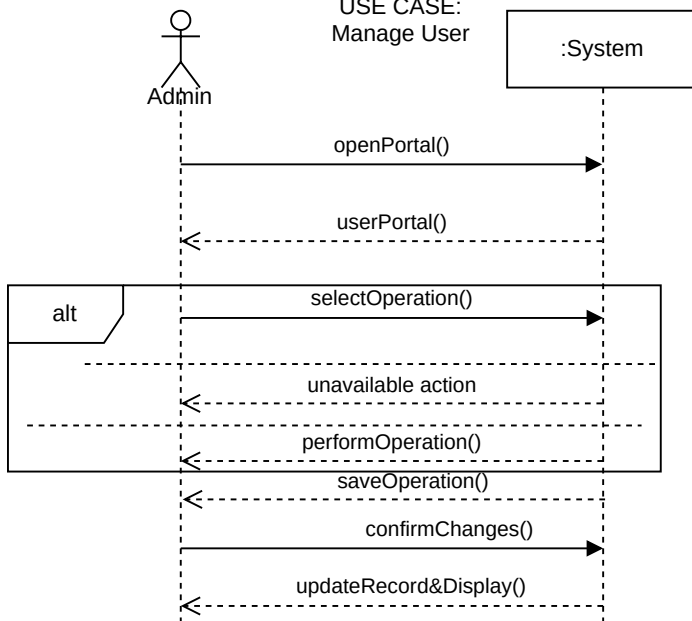 USE CASE:
Manage User
:System
Admin
openPortal()
userPortal()
alt
selectOperation()
unavailable action
performOperation()
saveOperation()
confirmChanges()
updateRecord&Display()